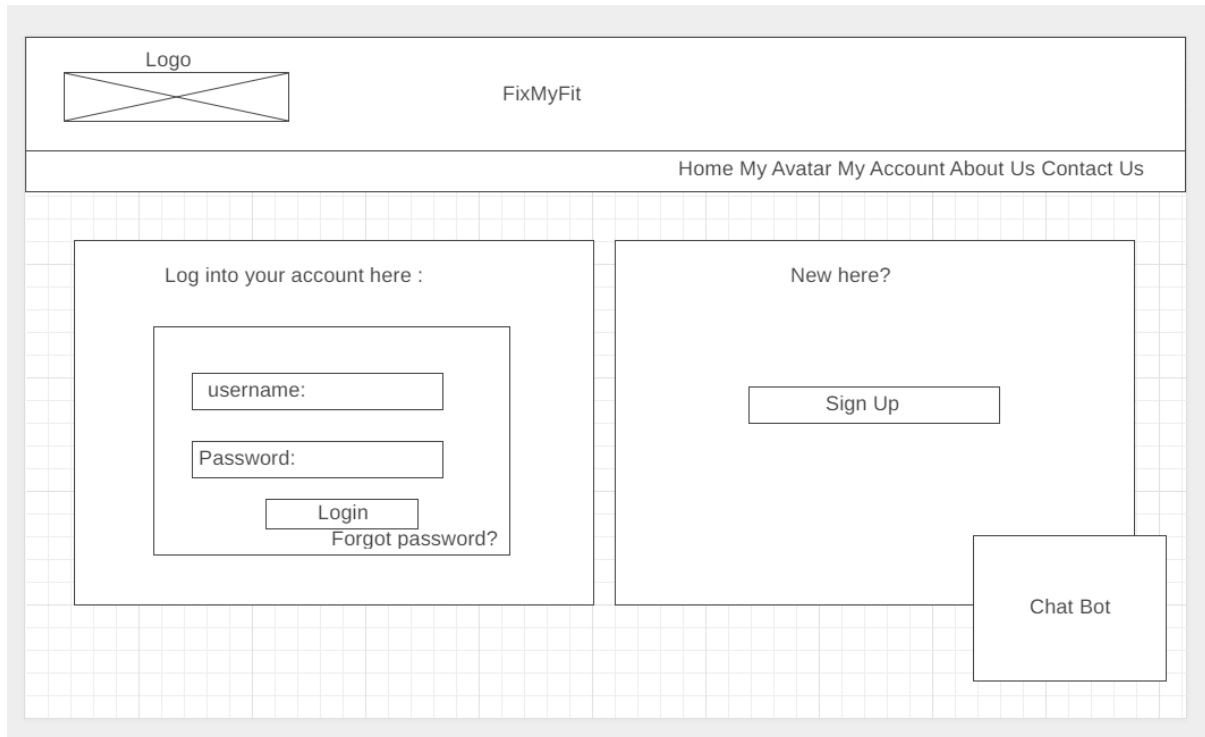 Logo
FixMyFit
Home My Avatar My Account About Us Contact Us
Log into your account here :
username:
Password:
Login
Forgot password?
New here?
Sign Up
Chat Bot